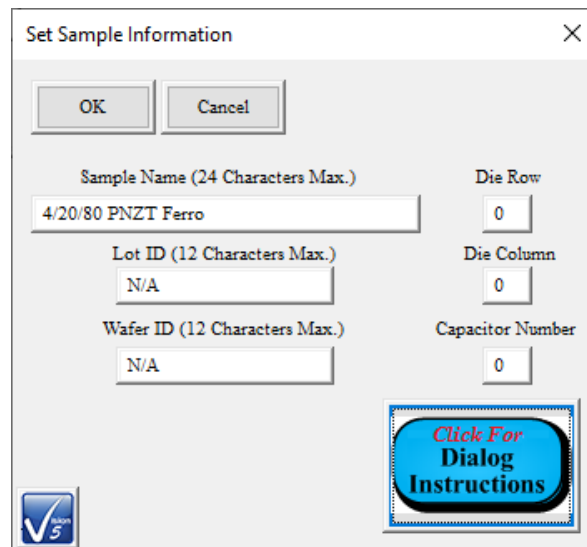 Set Sample Information
OK
Cancel
Sample Name (24 Characters Max.)
Die Row
4/20/80 PNZT Ferro
0
Lot ID (12 Characters Max.)
Die Column
N/A
0
Wafer ID (12 Characters Max.)
Capacitor Number
N/A
0
Click For
Dialog
Instructions
Vision
5